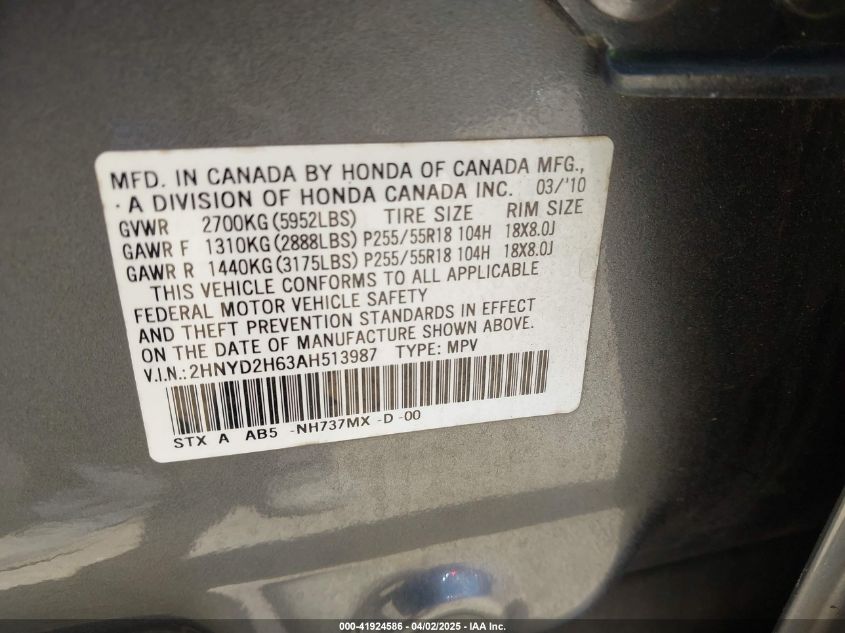 MFD. IN CANADA BY HONDA OF CANADA MFG.,
· A DIVISION OF HONDA CANADA INC. 03/'10
GVWR 2700KG (5952LBS) TIRE SIZE RIM SIZE
GAWR F 1310KG (2888LBS) P255/55R18 104H 18X8.0J
GAWR R 1440KG (3175LBS) P255/55R18 104H 18X8.0J
THIS VEHICLE CONFORMS TO ALL APPLICABLE
FEDERAL MOTOR VEHICLE SAFETY
AND THEFT PREVENTION STANDARDS IN EFFECT
ON THE DATE OF MANUFACTURE SHOWN ABOVE.
V.I.N.:2HNYD2H63AH513987 TYPE: MPV
STX A AB5 -NH737MX -D -00
000-41924586 - 04/02/2025 - IAA Inc.